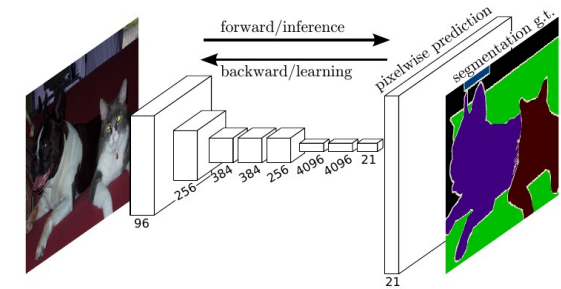 forward/inference
backward/learning
pixelwise prediction
segmentation g.t.
96
256
384
384
256
4096
4096
21
21